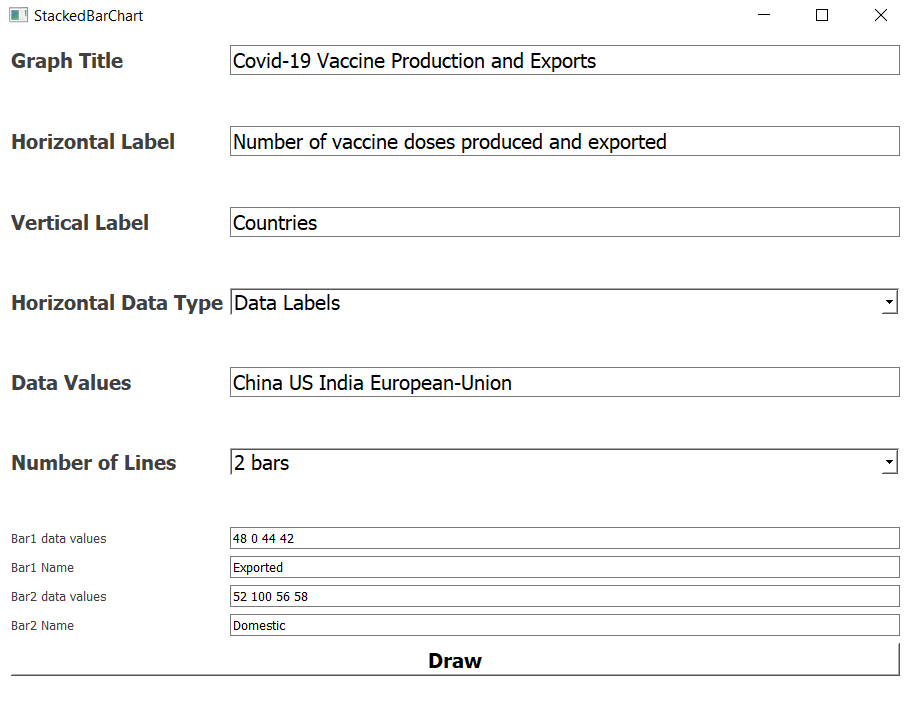 StackedBarChart
Graph Title Covid-19 Vaccine Production and Exports
Horizontal Label Number of vaccine doses produced and exported
Vertical Label Countries
Horizontal Data Type Data Labels
Data Values China US India European-Union
Number of Lines 2 bars
Bar1 data values 48 0 44 42
Bar1 Name Exported
Bar2 data values 52 100 56 58
Bar2 Name Domestic
Draw